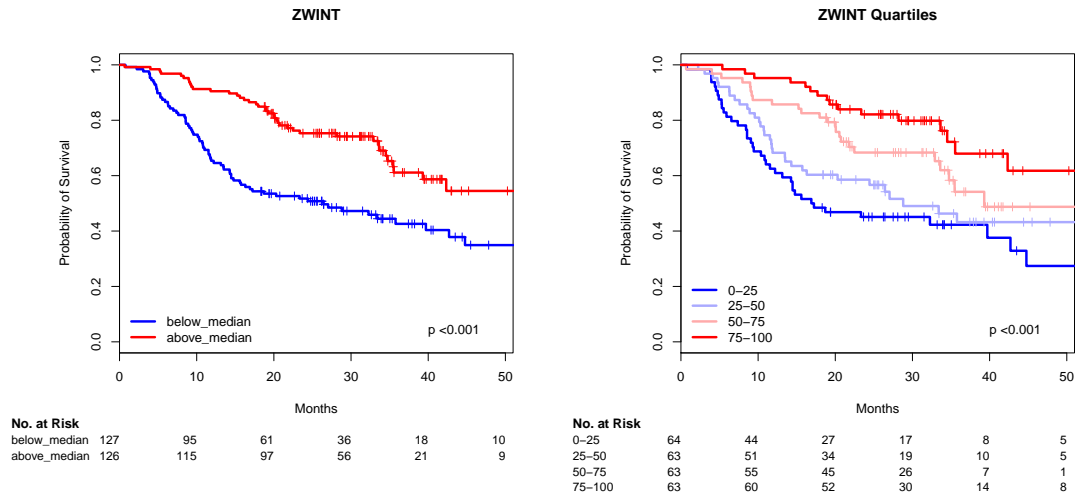 ZWINT
Probability of Survival
1.0
0.8
0.6
0.4
0.2
0.0
below_median
above_median
p <0.001
0 10 20 30 40 50
Months
No. at Risk
below_median 127 95 61 36 18 10
above_median 126 115 97 56 21 9
ZWINT Quartiles
Probability of Survival
1.0
0.8
0.6
0.4
0.2
0.0
0−25
25−50
50−75
75−100
p <0.001
0 10 20 30 40 50
Months
No. at Risk
0−25 64 44 27 17 8 5
25−50 63 51 34 19 10 5
50−75 63 55 45 26 7 1
75−100 63 60 52 30 14 8